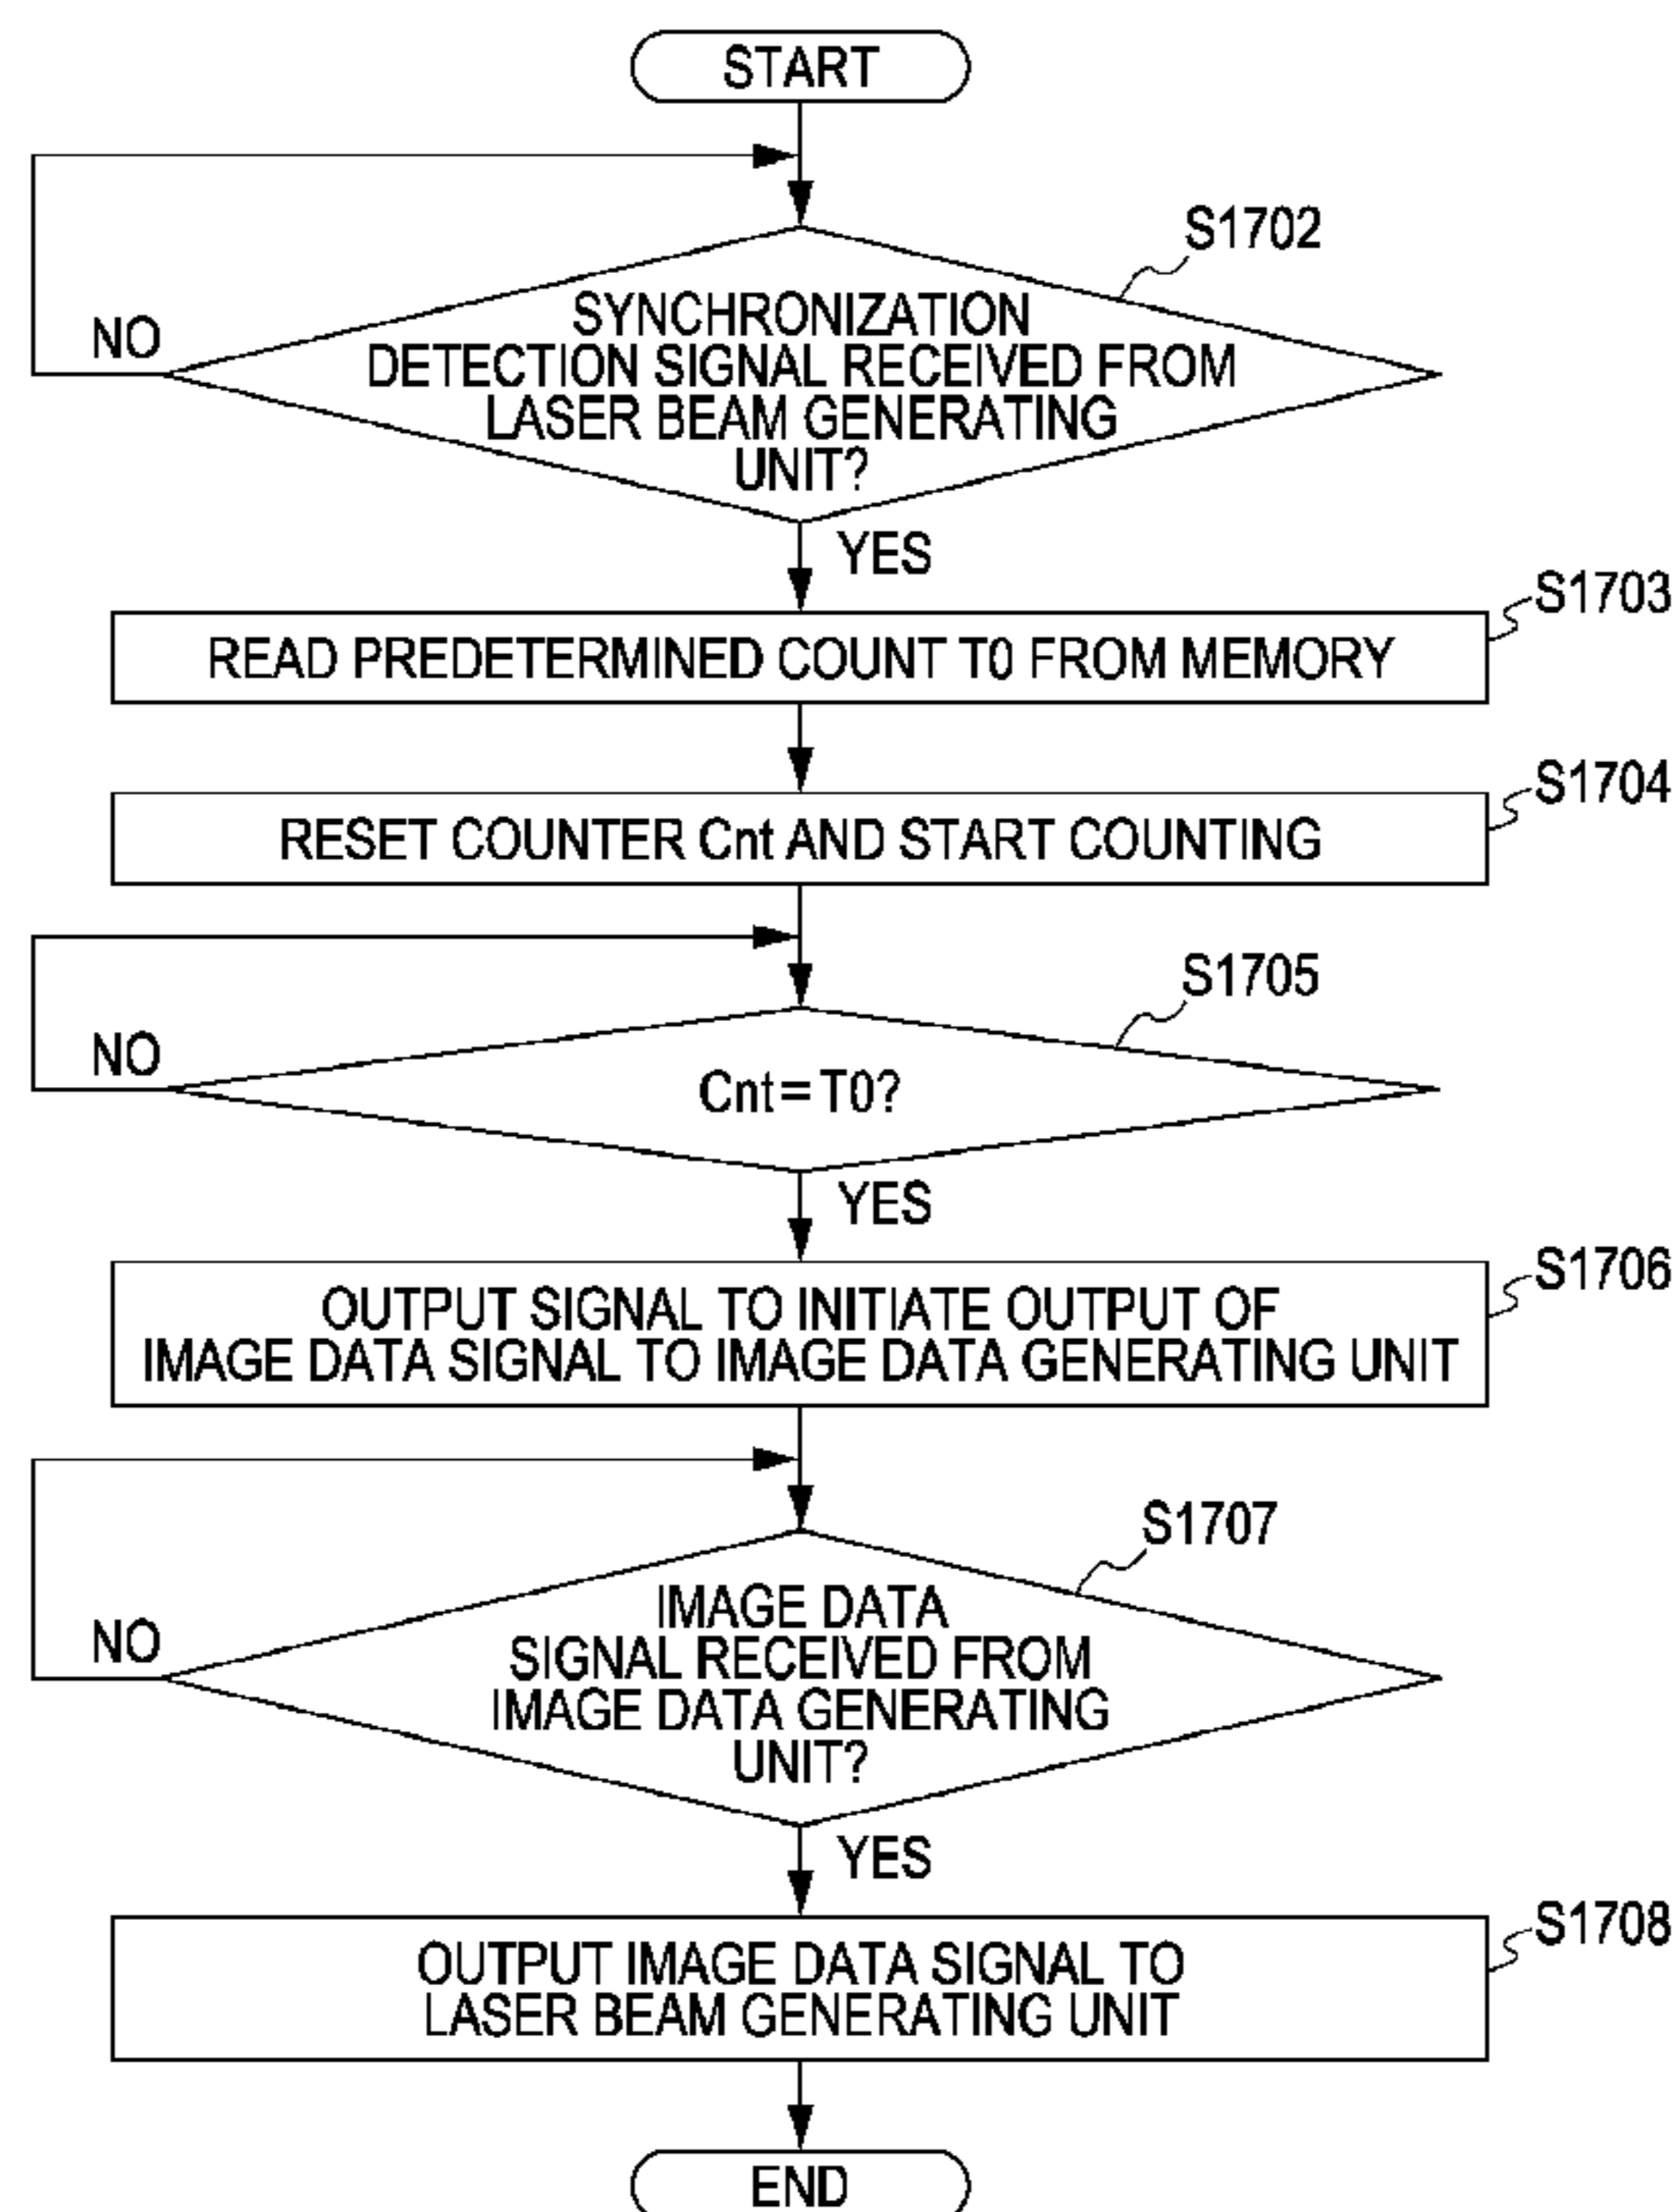 START
S1702
SYNCHRONIZATION
DETECTION SIGNAL RECEIVED FROM
LASER BEAM GENERATING
UNIT?
NO
YES
S1703
READ PREDETERMINED COUNT T0 FROM MEMORY
S1704
RESET COUNTER Cnt AND START COUNTING
S1705
NO
Cnt = T0?
YES
S1706
OUTPUT SIGNAL TO INITIATE OUTPUT OF
IMAGE DATA SIGNAL TO IMAGE DATA GENERATING UNIT
S1707
IMAGE DATA
SIGNAL RECEIVED FROM
IMAGE DATA GENERATING
UNIT?
NO
YES
S1708
OUTPUT IMAGE DATA SIGNAL TO
LASER BEAM GENERATING UNIT
END